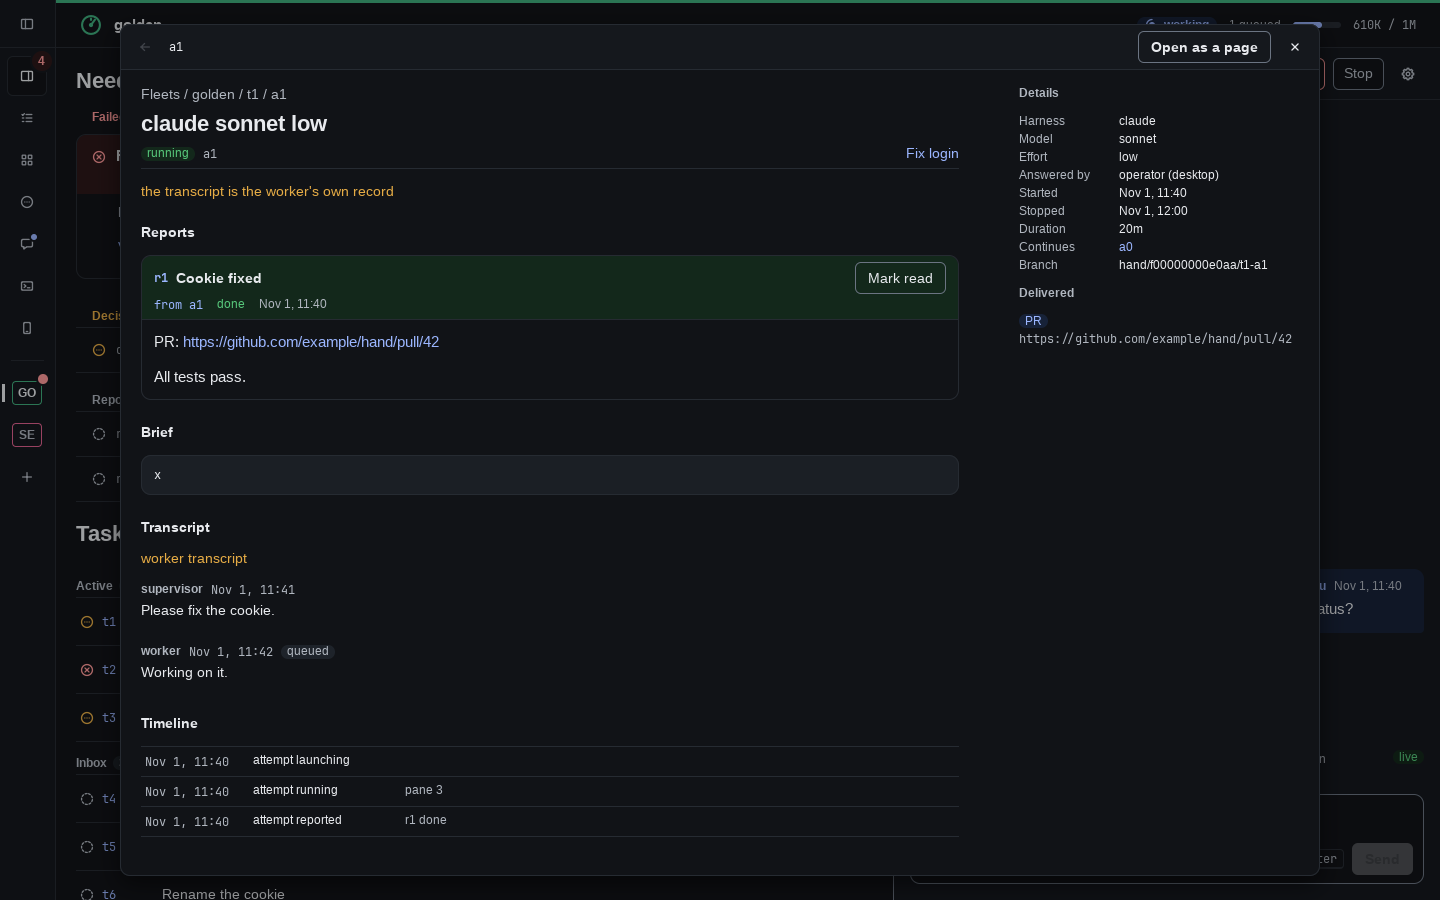 golden
working
1 queued
610K / 1M
4
a1
Open as a page
Stop
Fleets / golden / t1 / a1
claude sonnet low
running a1
Fix login
the transcript is the worker's own record
Reports
r1 Cookie fixed
Mark read
from a1 done Nov 1, 11:40
PR: https://github.com/example/hand/pull/42
All tests pass.
Brief
x
Transcript
worker transcript
supervisor Nov 1, 11:41
Please fix the cookie.
worker Nov 1, 11:42 queued
Working on it.
Timeline
Nov 1, 11:40 attempt launching
Nov 1, 11:40 attempt running pane 3
Nov 1, 11:40 attempt reported r1 done
Details
Harness claude
Model sonnet
Effort low
Answered by operator (desktop)
Started Nov 1, 11:40
Stopped Nov 1, 12:00
Duration 20m
Continues a0
Branch hand/f00000000e0aa/t1-a1
Delivered
PR
https://github.com/example/hand/pull/42
GO
SE
Active
t1
t2
t3
Inbox
t4
t5
t6 Rename the cookie
Nov 1, 11:40
live
Send